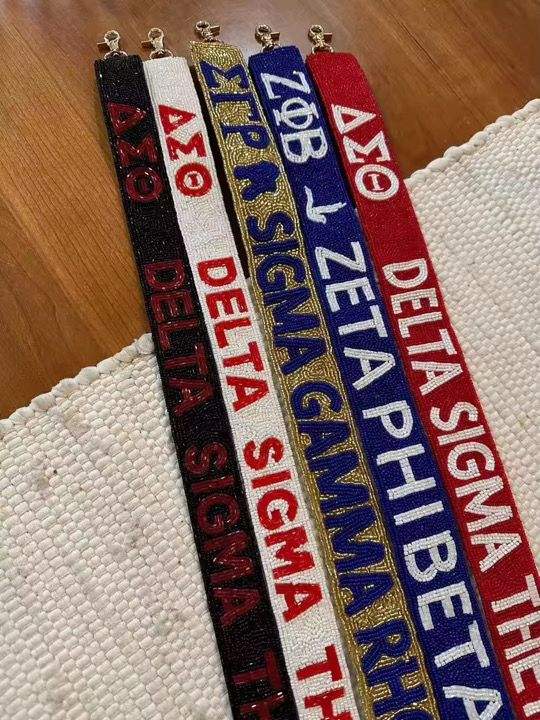 ΔΣΘ DELTA SIGMA TH
ΔΣΘ DELTA SIGMA TH
ΣΓΡ SIGMA GAMMA RHO
ΖΦΒ ZETA PHI BETA
ΔΣΘ DELTA SIGMA THE